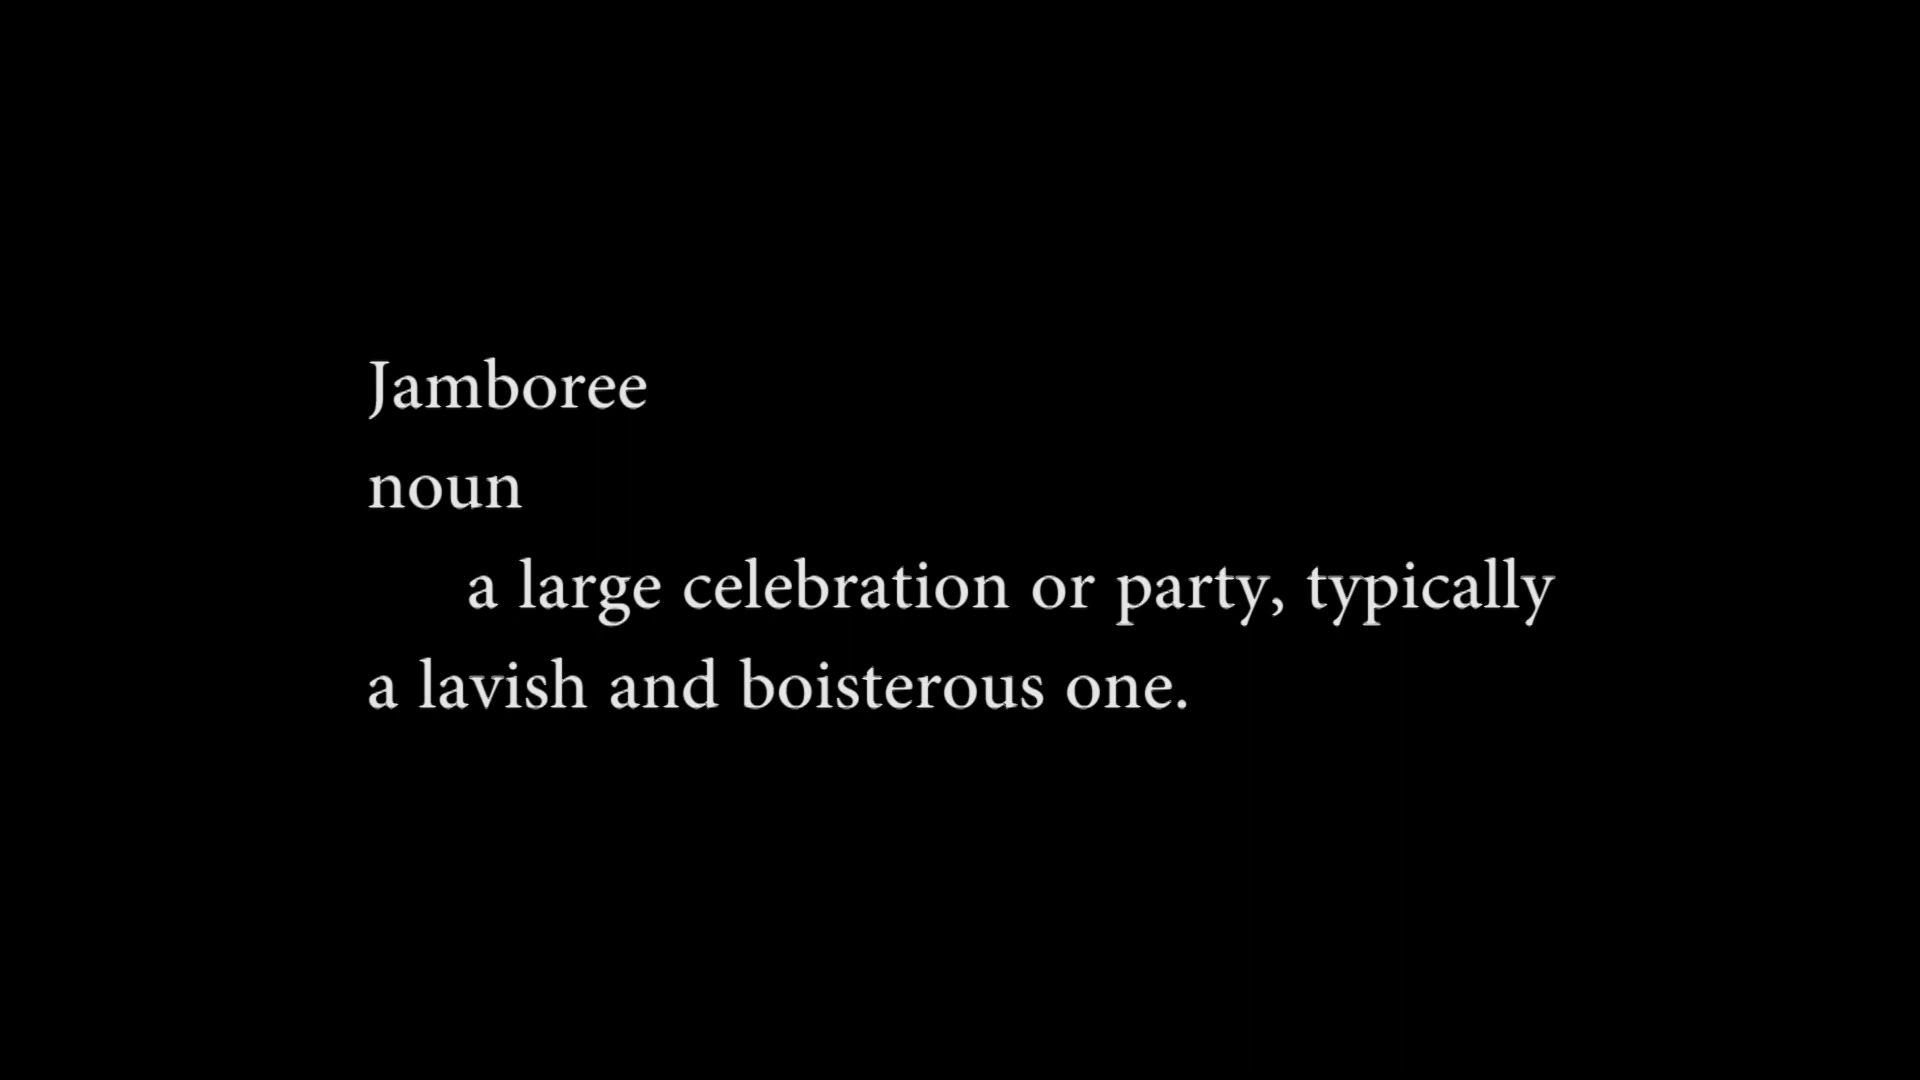 Jamboree
noun
a large celebration or party, typically
a lavish and boisterous one.